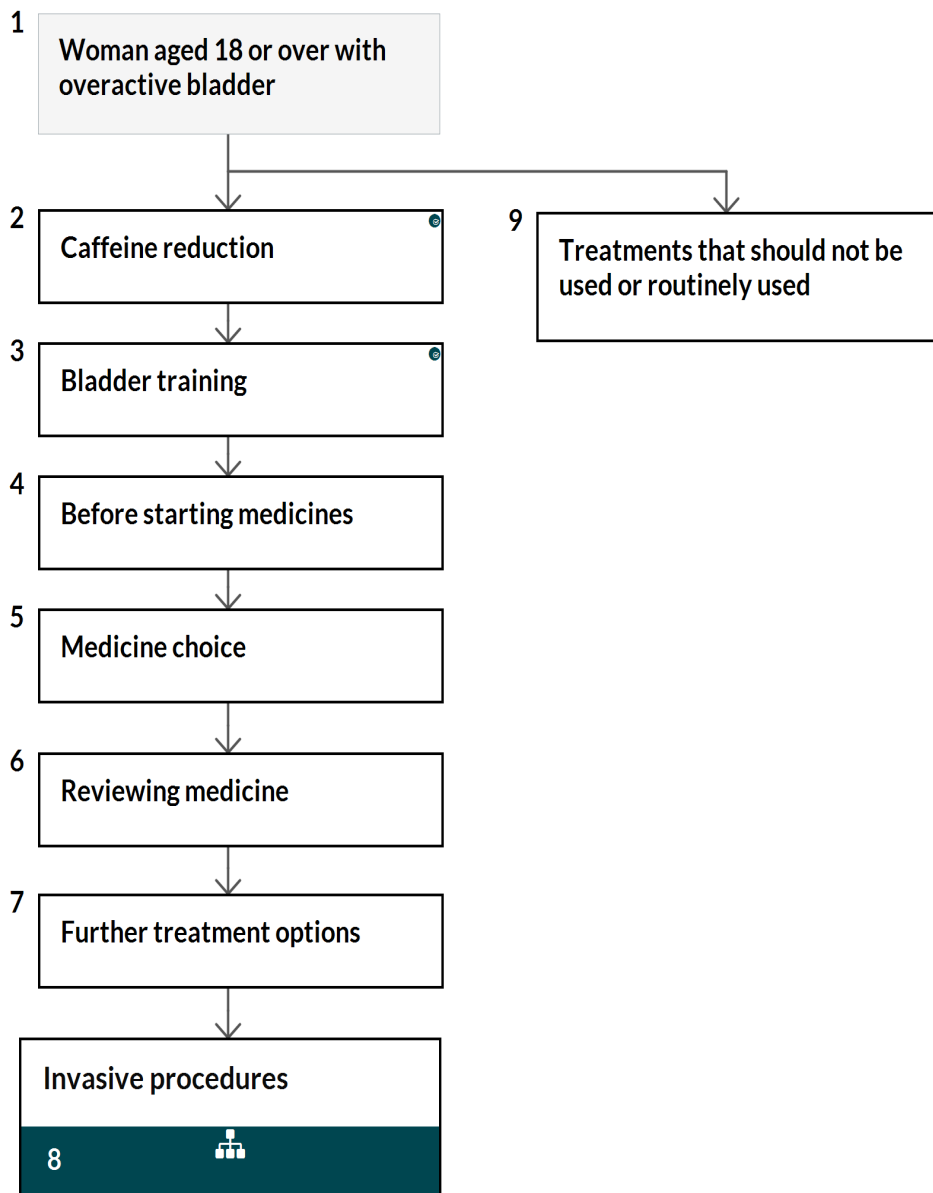 1
Woman aged 18 or over with
overactive bladder
2
Caffeine reduction
9
Treatments that should not be
used or routinely used
3
Bladder training
4
Before starting medicines
5
Medicine choice
6
Reviewing medicine
7
Further treatment options
Invasive procedures
8